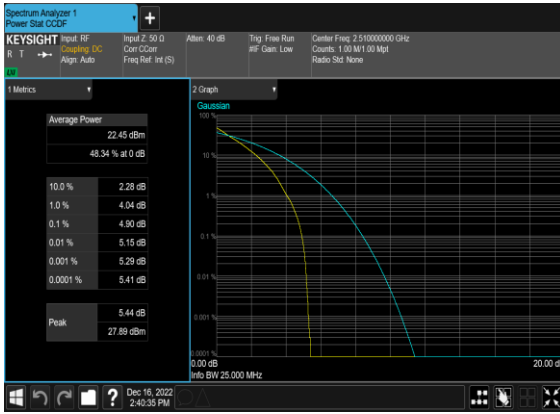 Spectrum Analyzer 1
Power Stat CCDF
KEYSIGHT
R T
LXI
Input: RF
Coupling: DC
Align: Auto
Input Z: 50 Ω
Corr CCorr
Freq Ref: Int (S)
Atten: 40 dB
Trig: Free Run
#IF Gain: Low
Center Freq: 2.510000000 GHz
Counts: 1.00 M/1.00 Mpt
Radio Std: None
1 Metrics
Average Power
22.45 dBm
48.34 % at 0 dB
10.0 % 2.28 dB
1.0 % 4.04 dB
0.1 % 4.90 dB
0.01 % 5.15 dB
0.001 % 5.29 dB
0.0001 % 5.41 dB
Peak
5.44 dB
27.89 dBm
2 Graph
Gaussian
100 %
10 %
1 %
0.1 %
0.01 %
0.001 %
0.0001 %
0.00 dB
20.00 d
Info BW 25.000 MHz
?
Dec 16, 2022
2:40:35 PM